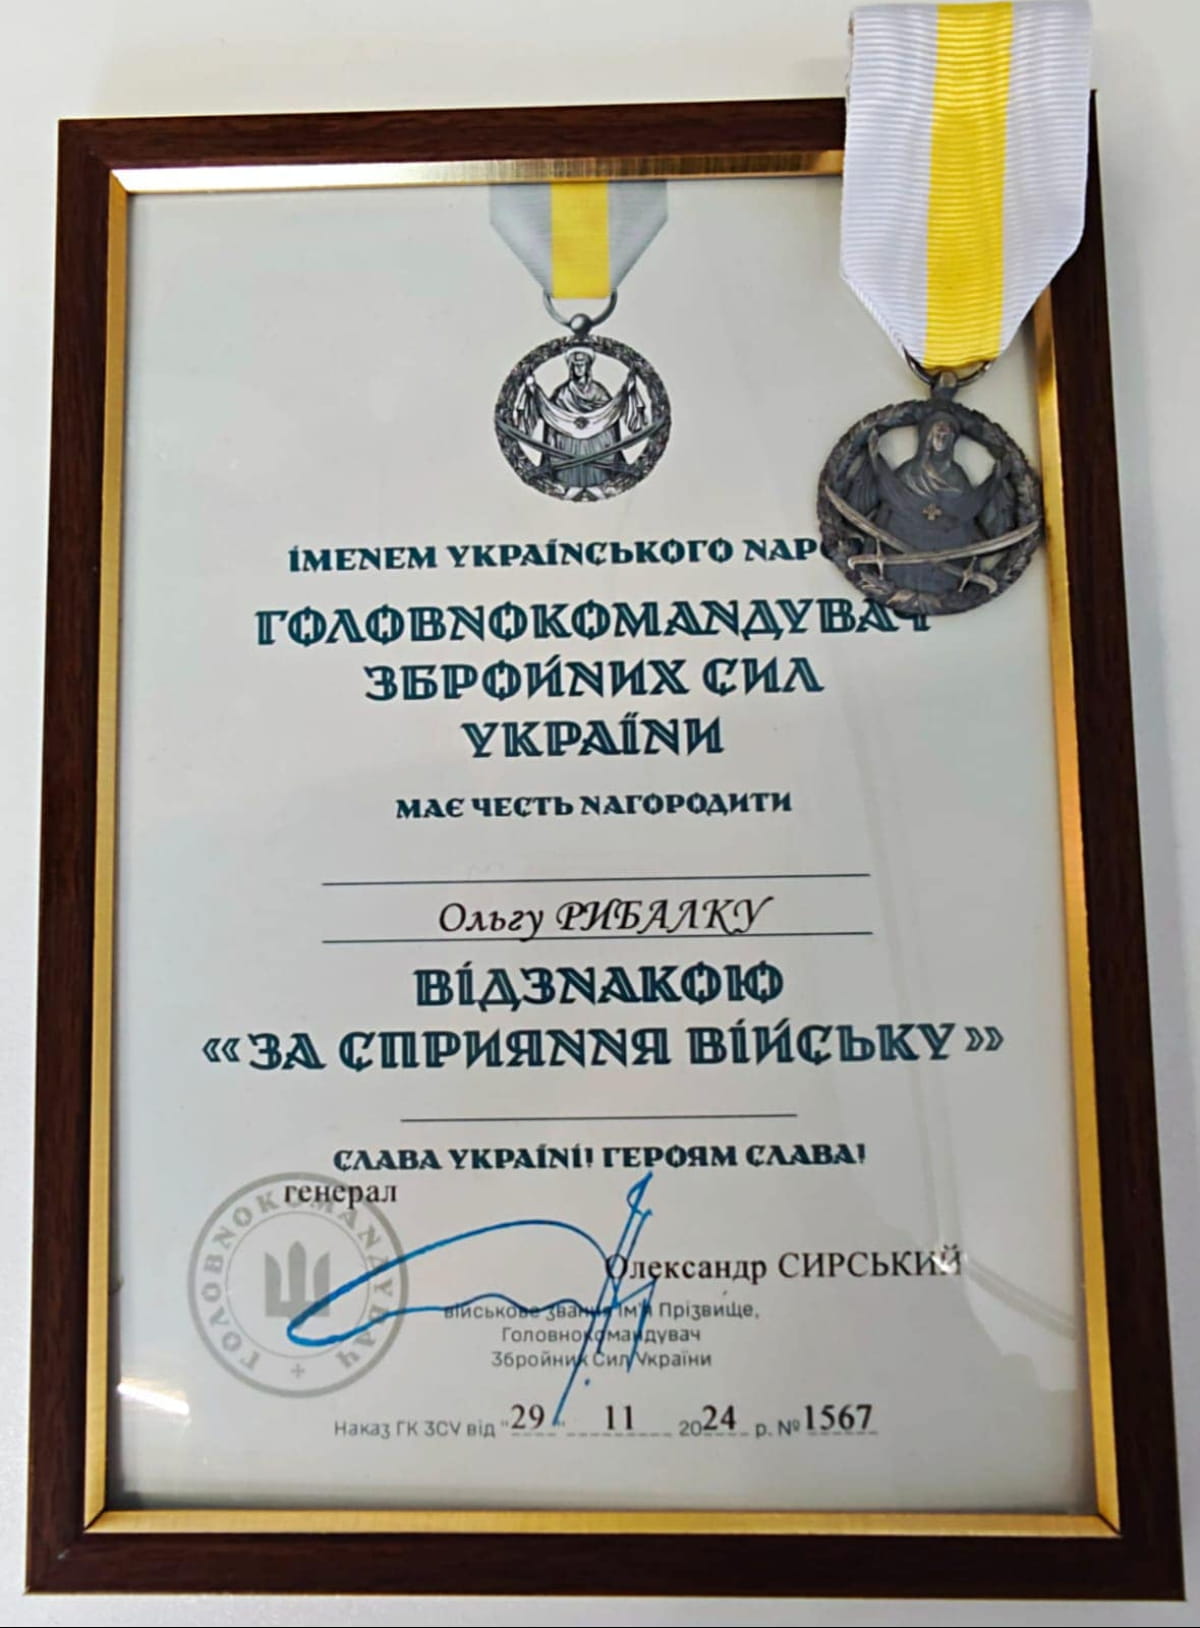 ІМЕНЕМ УКРАЇНСЬКОГО
ГОЛОВНОКОМАНДУВАЧ
ЗБРОЙНИХ СИЛ
УКРАЇНИ
МАЄ ЧЕСТЬ НАГОРОДИТИ
Ольгу РИБАЛКУ
ВІДЗНАКОЮ
«ЗА СПРИЯННЯ ВІЙСЬКУ»
СЛАВА УКРАЇНІ! ГЕРОЯМ СЛАВА!
генерал
ГОЛОВНОКОМАНДУВАЧ
Олександр СИРСЬКИЙ
військове звання Ім'я Прізвище,
Головнокомандувач
Збройних Сил України
Наказ ГК ЗСУ від "29" 11 2024 р. № 1567